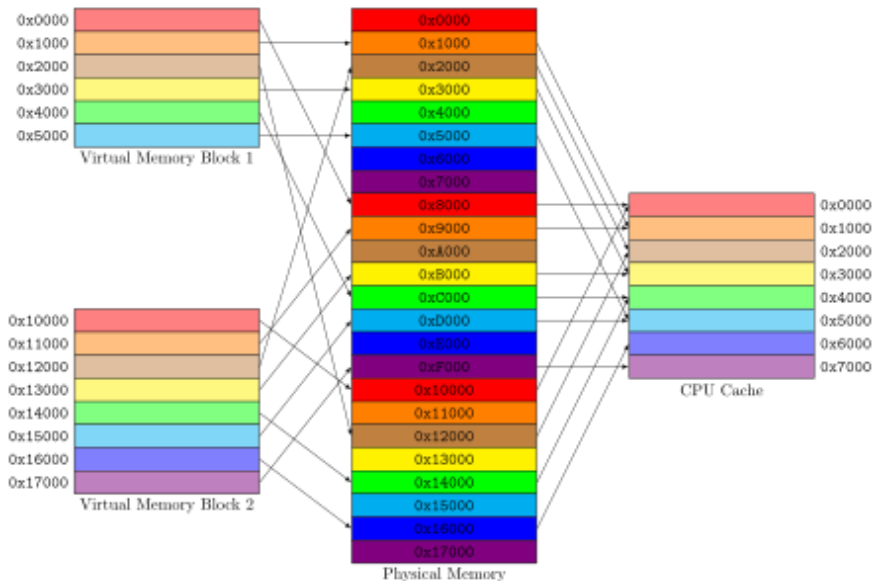 0x0000
0x1000
0x2000
0x3000
0x4000
0x5000
Virtual Memory Block 1
0x10000
0x11000
0x12000
0x13000
0x14000
0x15000
0x16000
0x17000
Virtual Memory Block 2
0x0000
0x1000
0x2000
0x3000
0x4000
0x5000
0x6000
0x7000
0x8000
0x9000
0xA000
0xB000
0xC000
0xD000
0xE000
0xF000
0x10000
0x11000
0x12000
0x13000
0x14000
0x15000
0x16000
0x17000
Physical Memory
0x0000
0x1000
0x2000
0x3000
0x4000
0x5000
0x6000
0x7000
CPU Cache